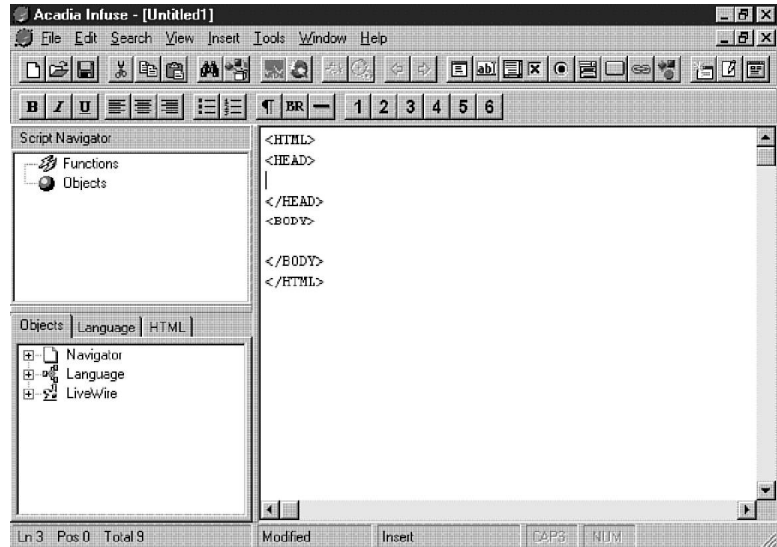 Acadia Infuse - [Untitled1]
File Edit Search View Insert Tools Window Help
B I U ¶ BR 1 2 3 4 5 6
Script Navigator
Functions
Objects
<HTML>
<HEAD>
</HEAD>
<BODY>
</BODY>
</HTML>
Objects Language HTML
Navigator
Language
LiveWire
Ln 3 Pos 0 Total 9 Modified Insert CAPS NUM